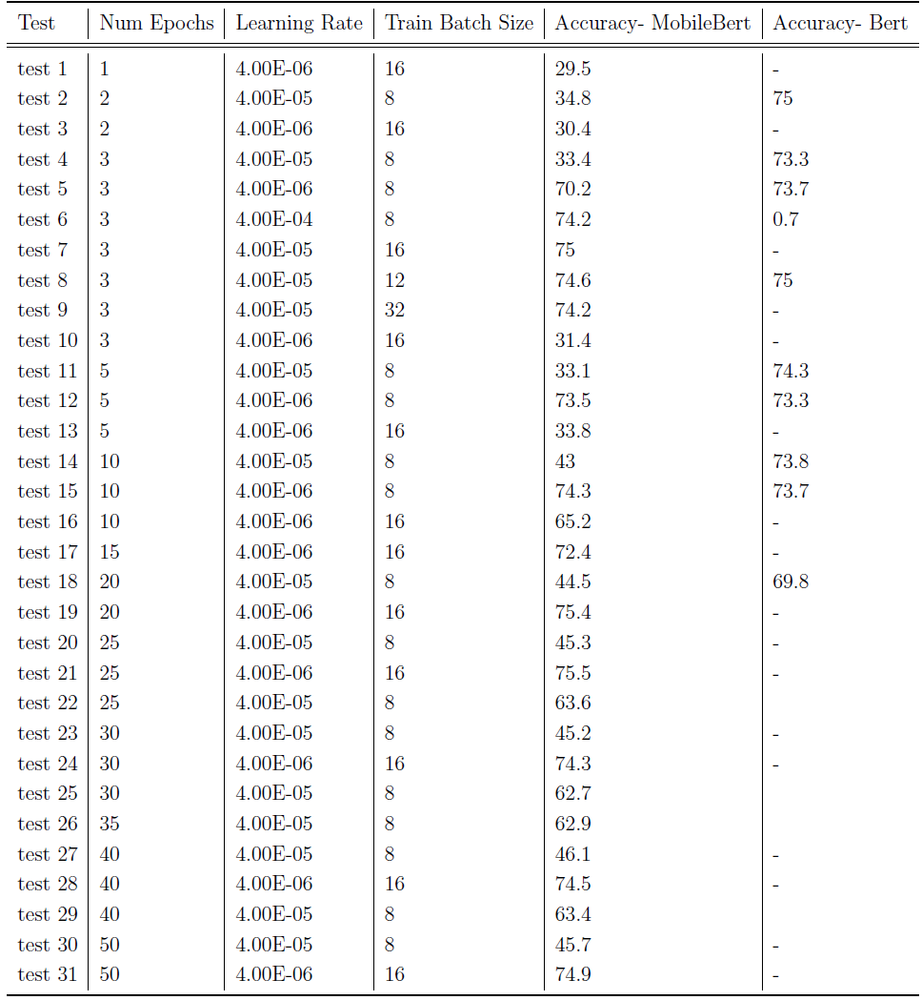 Test Num Epochs Learning Rate Train Batch Size Accuracy- MobileBert Accuracy- Bert
test 1 1 4.00E-06 16 29.5 -
test 2 2 4.00E-05 8 34.8 75
test 3 2 4.00E-06 16 30.4 -
test 4 3 4.00E-05 8 33.4 73.3
test 5 3 4.00E-06 8 70.2 73.7
test 6 3 4.00E-04 8 74.2 0.7
test 7 3 4.00E-05 16 75 -
test 8 3 4.00E-05 12 74.6 75
test 9 3 4.00E-05 32 74.2 -
test 10 3 4.00E-06 16 31.4 -
test 11 5 4.00E-05 8 33.1 74.3
test 12 5 4.00E-06 8 73.5 73.3
test 13 5 4.00E-06 16 33.8 -
test 14 10 4.00E-05 8 43 73.8
test 15 10 4.00E-06 8 74.3 73.7
test 16 10 4.00E-06 16 65.2 -
test 17 15 4.00E-06 16 72.4 -
test 18 20 4.00E-05 8 44.5 69.8
test 19 20 4.00E-06 16 75.4 -
test 20 25 4.00E-05 8 45.3 -
test 21 25 4.00E-06 16 75.5 -
test 22 25 4.00E-05 8 63.6
test 23 30 4.00E-05 8 45.2 -
test 24 30 4.00E-06 16 74.3 -
test 25 30 4.00E-05 8 62.7
test 26 35 4.00E-05 8 62.9
test 27 40 4.00E-05 8 46.1 -
test 28 40 4.00E-06 16 74.5 -
test 29 40 4.00E-05 8 63.4
test 30 50 4.00E-05 8 45.7 -
test 31 50 4.00E-06 16 74.9 -